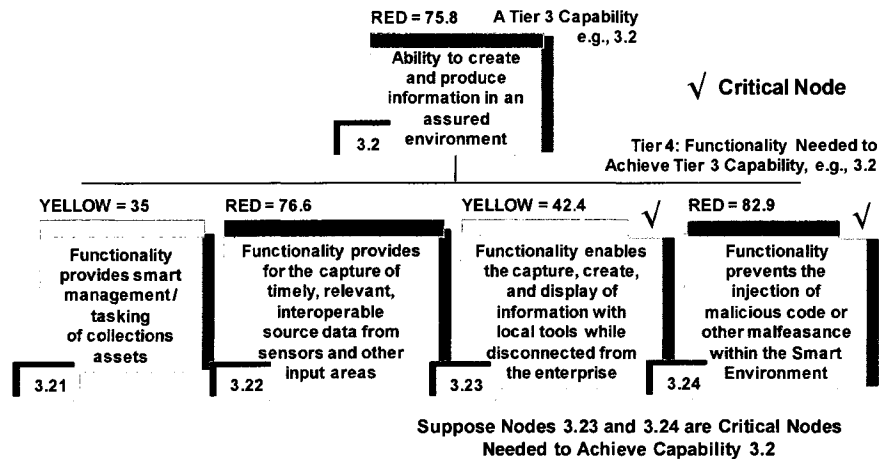 RED = 75.8
A Tier 3 Capability
e.g., 3.2
Ability to create
and produce
information in an
assured
environment
3.2
√ Critical Node
Tier 4: Functionality Needed to
Achieve Tier 3 Capability, e.g., 3.2
YELLOW = 35
Functionality
provides smart
management/
tasking
of collections
assets
3.21
RED = 76.6
Functionality provides
for the capture of
timely, relevant,
interoperable
source data from
sensors and other
input areas
3.22
YELLOW = 42.4
√
Functionality enables
the capture, create,
and display of
information with
local tools while
disconnected from
the enterprise
3.23
RED = 82.9
√
Functionality
prevents the
injection of
malicious code or
other malfeasance
within the Smart
Environment
3.24
Suppose Nodes 3.23 and 3.24 are Critical Nodes
Needed to Achieve Capability 3.2